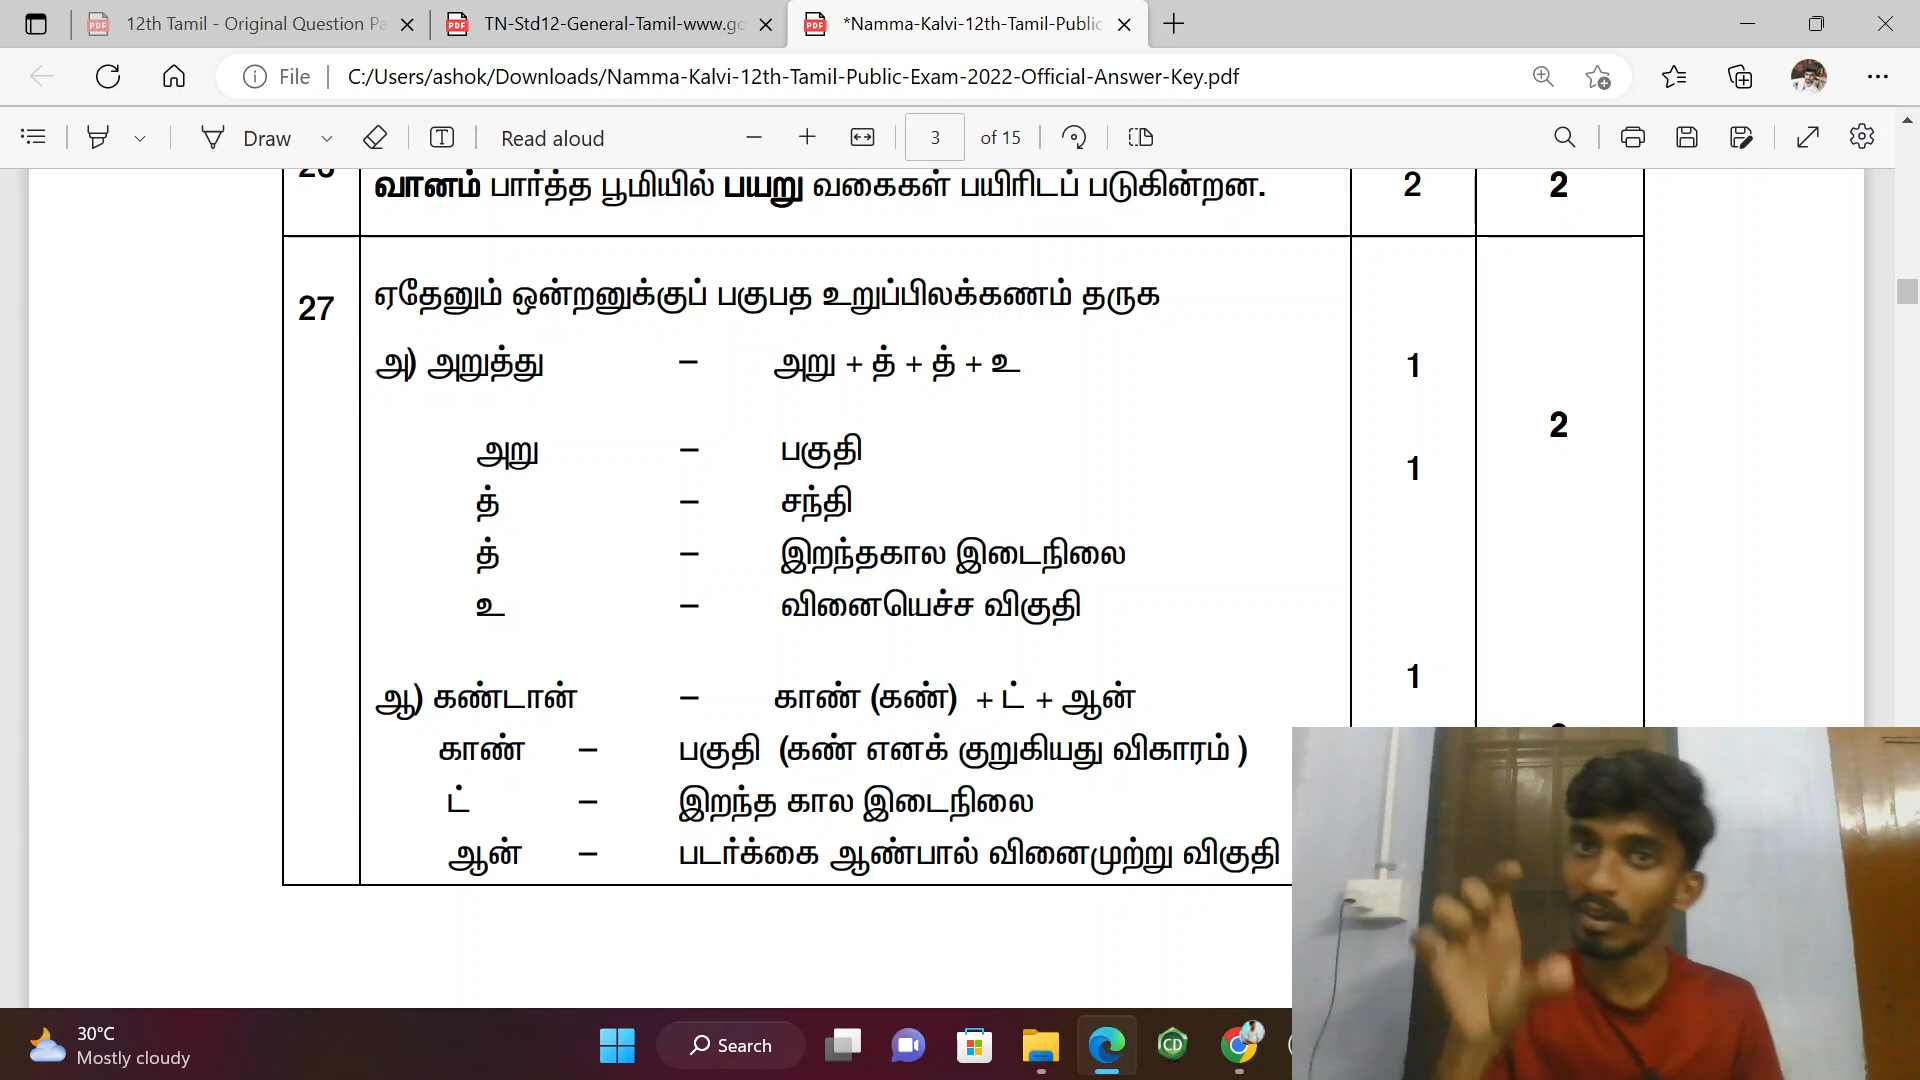 12th Tamil - Original Question Pa
TN-Std12-General-Tamil-www.go
*Namma-Kalvi-12th-Tamil-Public
File
C:/Users/ashok/Downloads/Namma-Kalvi-12th-Tamil-Public-Exam-2022-Official-Answer-Key.pdf
Draw
Read aloud
3 of 15
வானம் பார்த்த பூமியில் பயறு வகைகள் பயிரிடப் படுகின்றன. 2 2
27 ஏதேனும் ஒன்றனுக்குப் பகுபத உறுப்பிலக்கணம் தருக
அ) அறுத்து – அறு + த் + த் + உ 1
2
அறு – பகுதி 1
த் – சந்தி
த் – இறந்தகால இடைநிலை
உ – வினையெச்ச விகுதி
ஆ) கண்டான் – காண் (கண்) + ட் + ஆன் 1
காண் – பகுதி (கண் எனக் குறுகியது விகாரம் )
ட் – இறந்த கால இடைநிலை
ஆன் – படர்க்கை ஆண்பால் வினைமுற்று விகுதி
30°C
Mostly cloudy
Search
CD